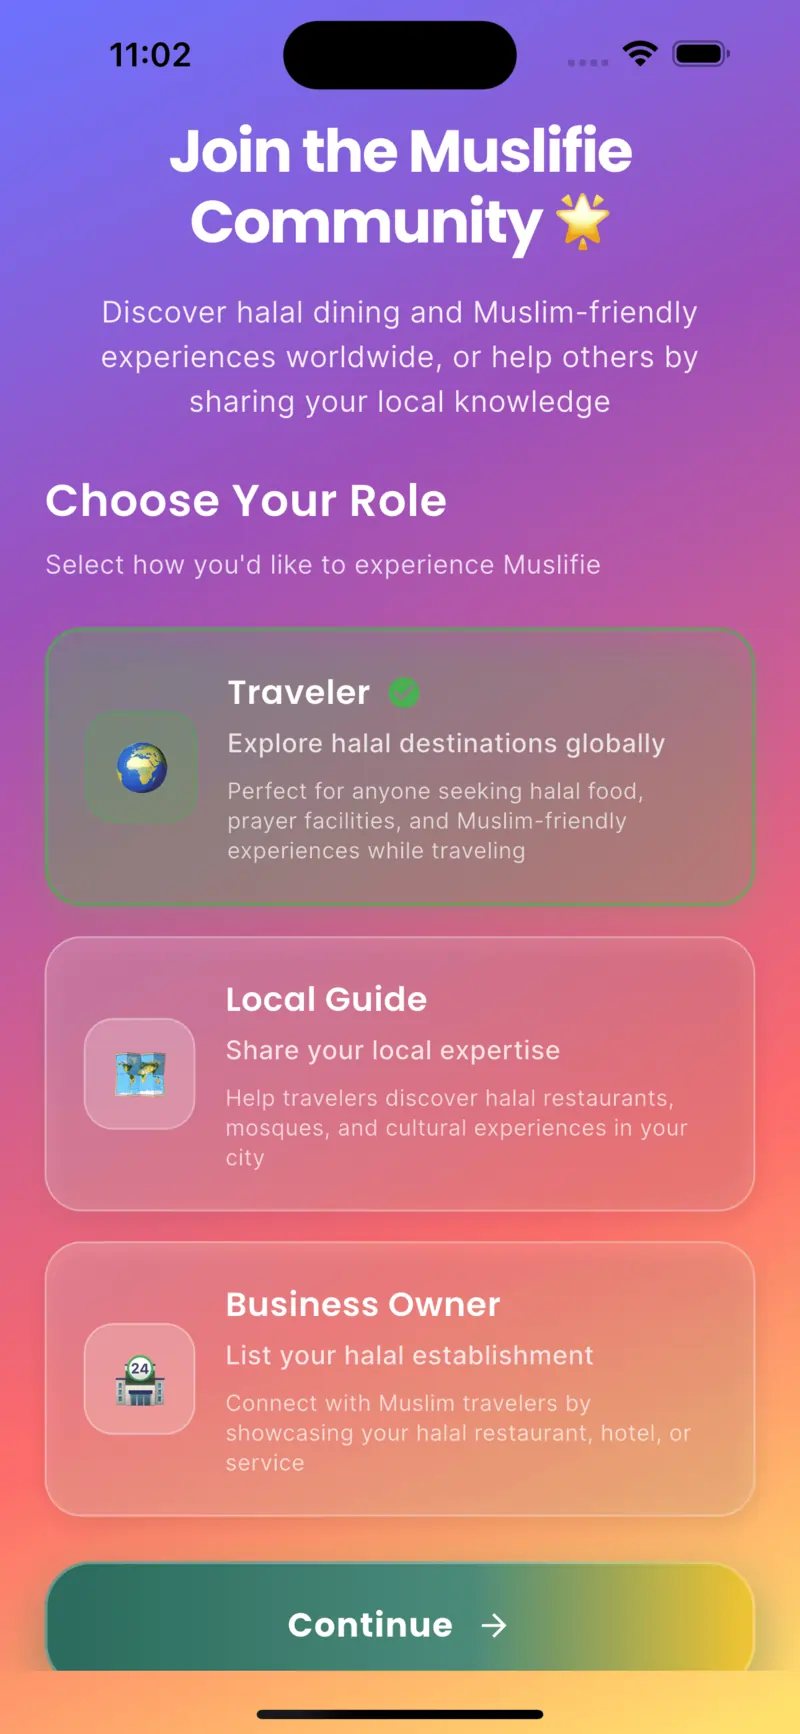 11:02
Join the Muslifie
Community
Discover halal dining and Muslim-friendly
experiences worldwide, or help others by
sharing your local knowledge
Choose Your Role
Select how you'd like to experience Muslifie
Traveler
Explore halal destinations globally
Perfect for anyone seeking halal food,
prayer facilities, and Muslim-friendly
experiences while traveling
Local Guide
Share your local expertise
Help travelers discover halal restaurants,
mosques, and cultural experiences in your
city
24
Business Owner
List your halal establishment
Connect with Muslim travelers by
showcasing your halal restaurant, hotel, or
service
Continue